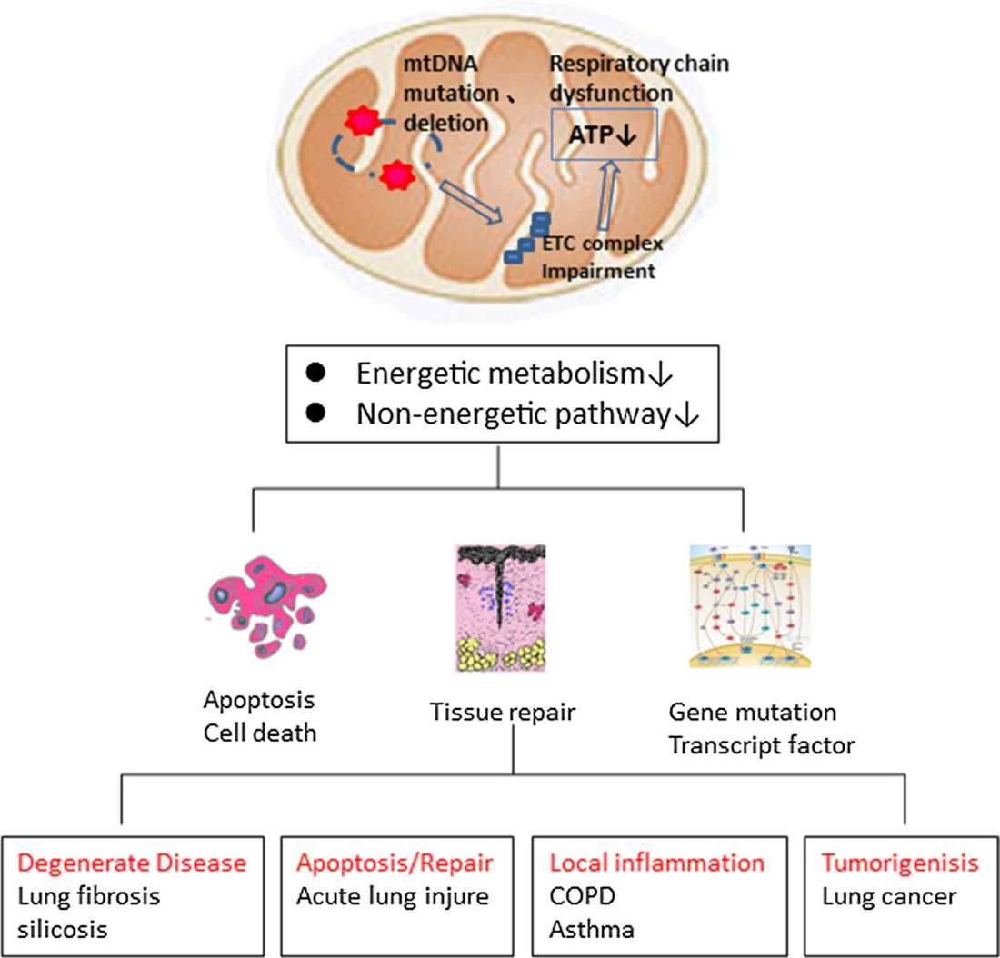 mtDNA
mutation、
deletion
Respiratory chain
dysfunction
ATP↓
ETC complex
Impairment
● Energetic metabolism↓
● Non-energetic pathway↓
Apoptosis
Cell death
Tissue repair
Gene mutation
Transcript factor
Degenerate Disease
Lung fibrosis
silicosis
Apoptosis/Repair
Acute lung injure
Local inflammation
COPD
Asthma
Tumorigenisis
Lung cancer